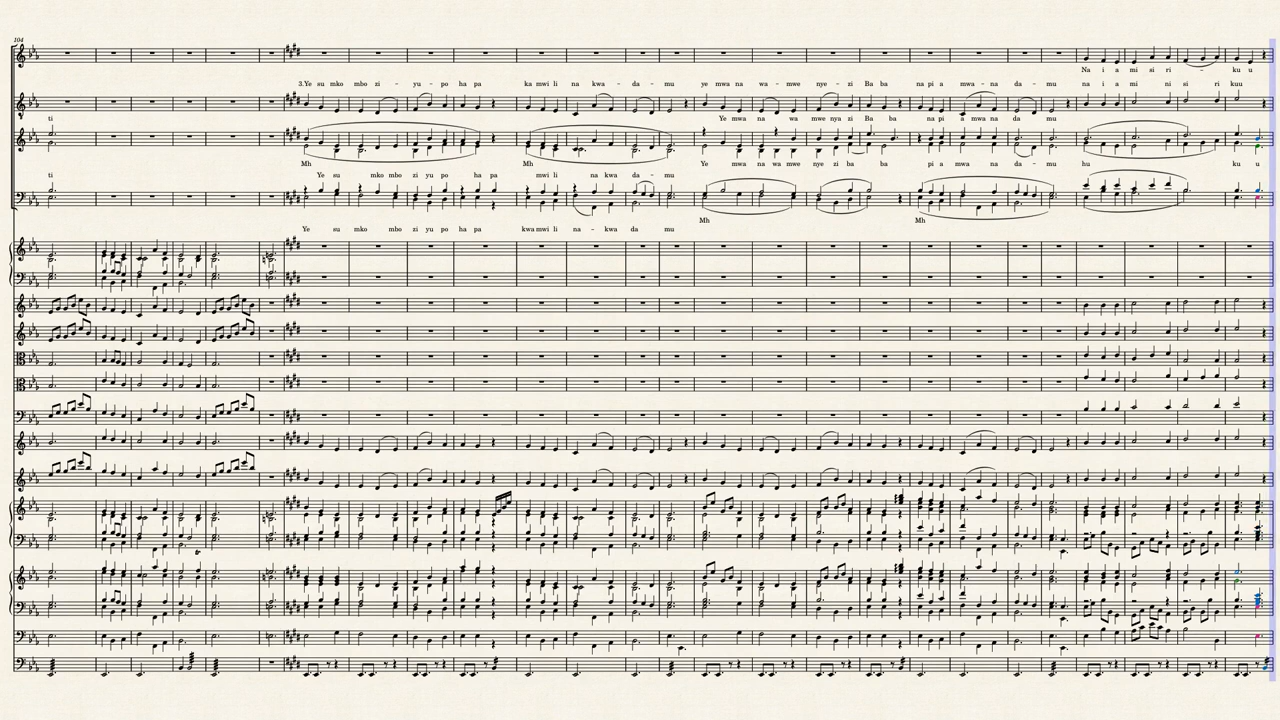 104
Na i a mi si ri - ku u
3.Ye su mko mbo zi - yu - po ha pa ka mwi li na kwa - da - mu ye mwa na wa - mwe nye - zi Ba ba na pi a mwa - na da - mu na i a mi ni si ri kuu
ti Ye mwa na wa mwe nya zi Ba ba na pi a mwa na da mu
Mh Mh Ye mwa na wa mwe nye zi ba ba pi a mwa na da - mu hu ku u
ti Ye su mko mbo zi yu po ha pa ka mwi li na kwa da - mu
Mh Mh
Ye su mko mbo zi yu po ha pa kwa mwi li na - kwa da mu